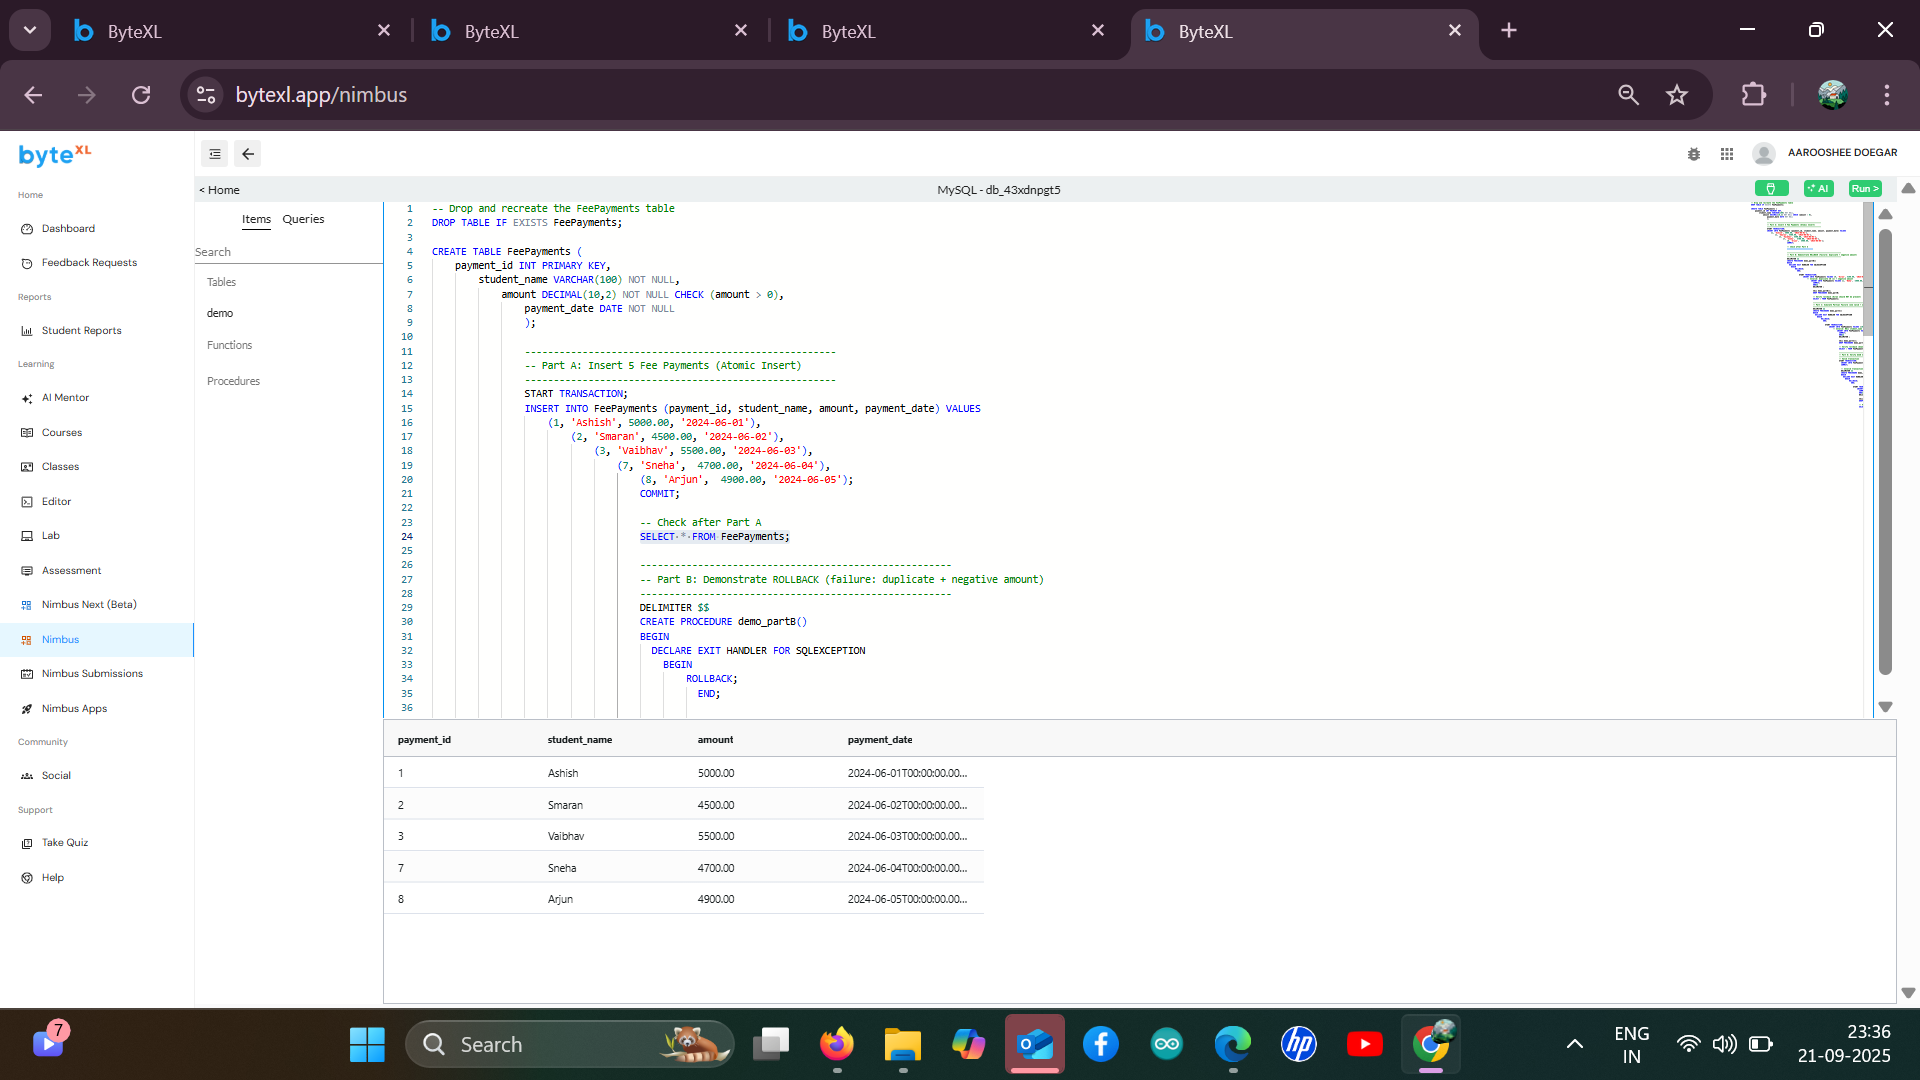 ByteXL
ByteXL
ByteXL
ByteXL
bytexl.app/nimbus
byteXL
AAROOSHEE DOEGAR
< Home
MySQL - db_43xdnpgt5
AI
Run >
Home
Dashboard
Feedback Requests
Reports
Student Reports
Learning
AI Mentor
Courses
Classes
Editor
Lab
Assessment
Nimbus Next (Beta)
Nimbus
Nimbus Submissions
Nimbus Apps
Community
Social
Support
Take Quiz
Help
Items Queries
Search
Tables
demo
Functions
Procedures
1 -- Drop and recreate the FeePayments table
2 DROP TABLE IF EXISTS FeePayments;
3
4 CREATE TABLE FeePayments (
5 payment_id INT PRIMARY KEY,
6 student_name VARCHAR(100) NOT NULL,
7 amount DECIMAL(10,2) NOT NULL CHECK (amount > 0),
8 payment_date DATE NOT NULL
9 );
10
11 ------------------------------------------------------
12 -- Part A: Insert 5 Fee Payments (Atomic Insert)
13 ------------------------------------------------------
14 START TRANSACTION;
15 INSERT INTO FeePayments (payment_id, student_name, amount, payment_date) VALUES
16 (1, 'Ashish', 5000.00, '2024-06-01'),
17 (2, 'Smaran', 4500.00, '2024-06-02'),
18 (3, 'Vaibhav', 5500.00, '2024-06-03'),
19 (7, 'Sneha', 4700.00, '2024-06-04'),
20 (8, 'Arjun', 4900.00, '2024-06-05');
21 COMMIT;
22
23 -- Check after Part A
24 SELECT * FROM FeePayments;
25
26 ------------------------------------------------------
27 -- Part B: Demonstrate ROLLBACK (failure: duplicate + negative amount)
28 ------------------------------------------------------
29 DELIMITER $$
30 CREATE PROCEDURE demo_partB()
31 BEGIN
32 DECLARE EXIT HANDLER FOR SQLEXCEPTION
33 BEGIN
34 ROLLBACK;
35 END;
36
payment_id student_name amount payment_date
1 Ashish 5000.00 2024-06-01T00:00:00.00...
2 Smaran 4500.00 2024-06-02T00:00:00.00...
3 Vaibhav 5500.00 2024-06-03T00:00:00.00...
7 Sneha 4700.00 2024-06-04T00:00:00.00...
8 Arjun 4900.00 2024-06-05T00:00:00.00...
7
Search
hp
ENG
IN
23:36
21-09-2025